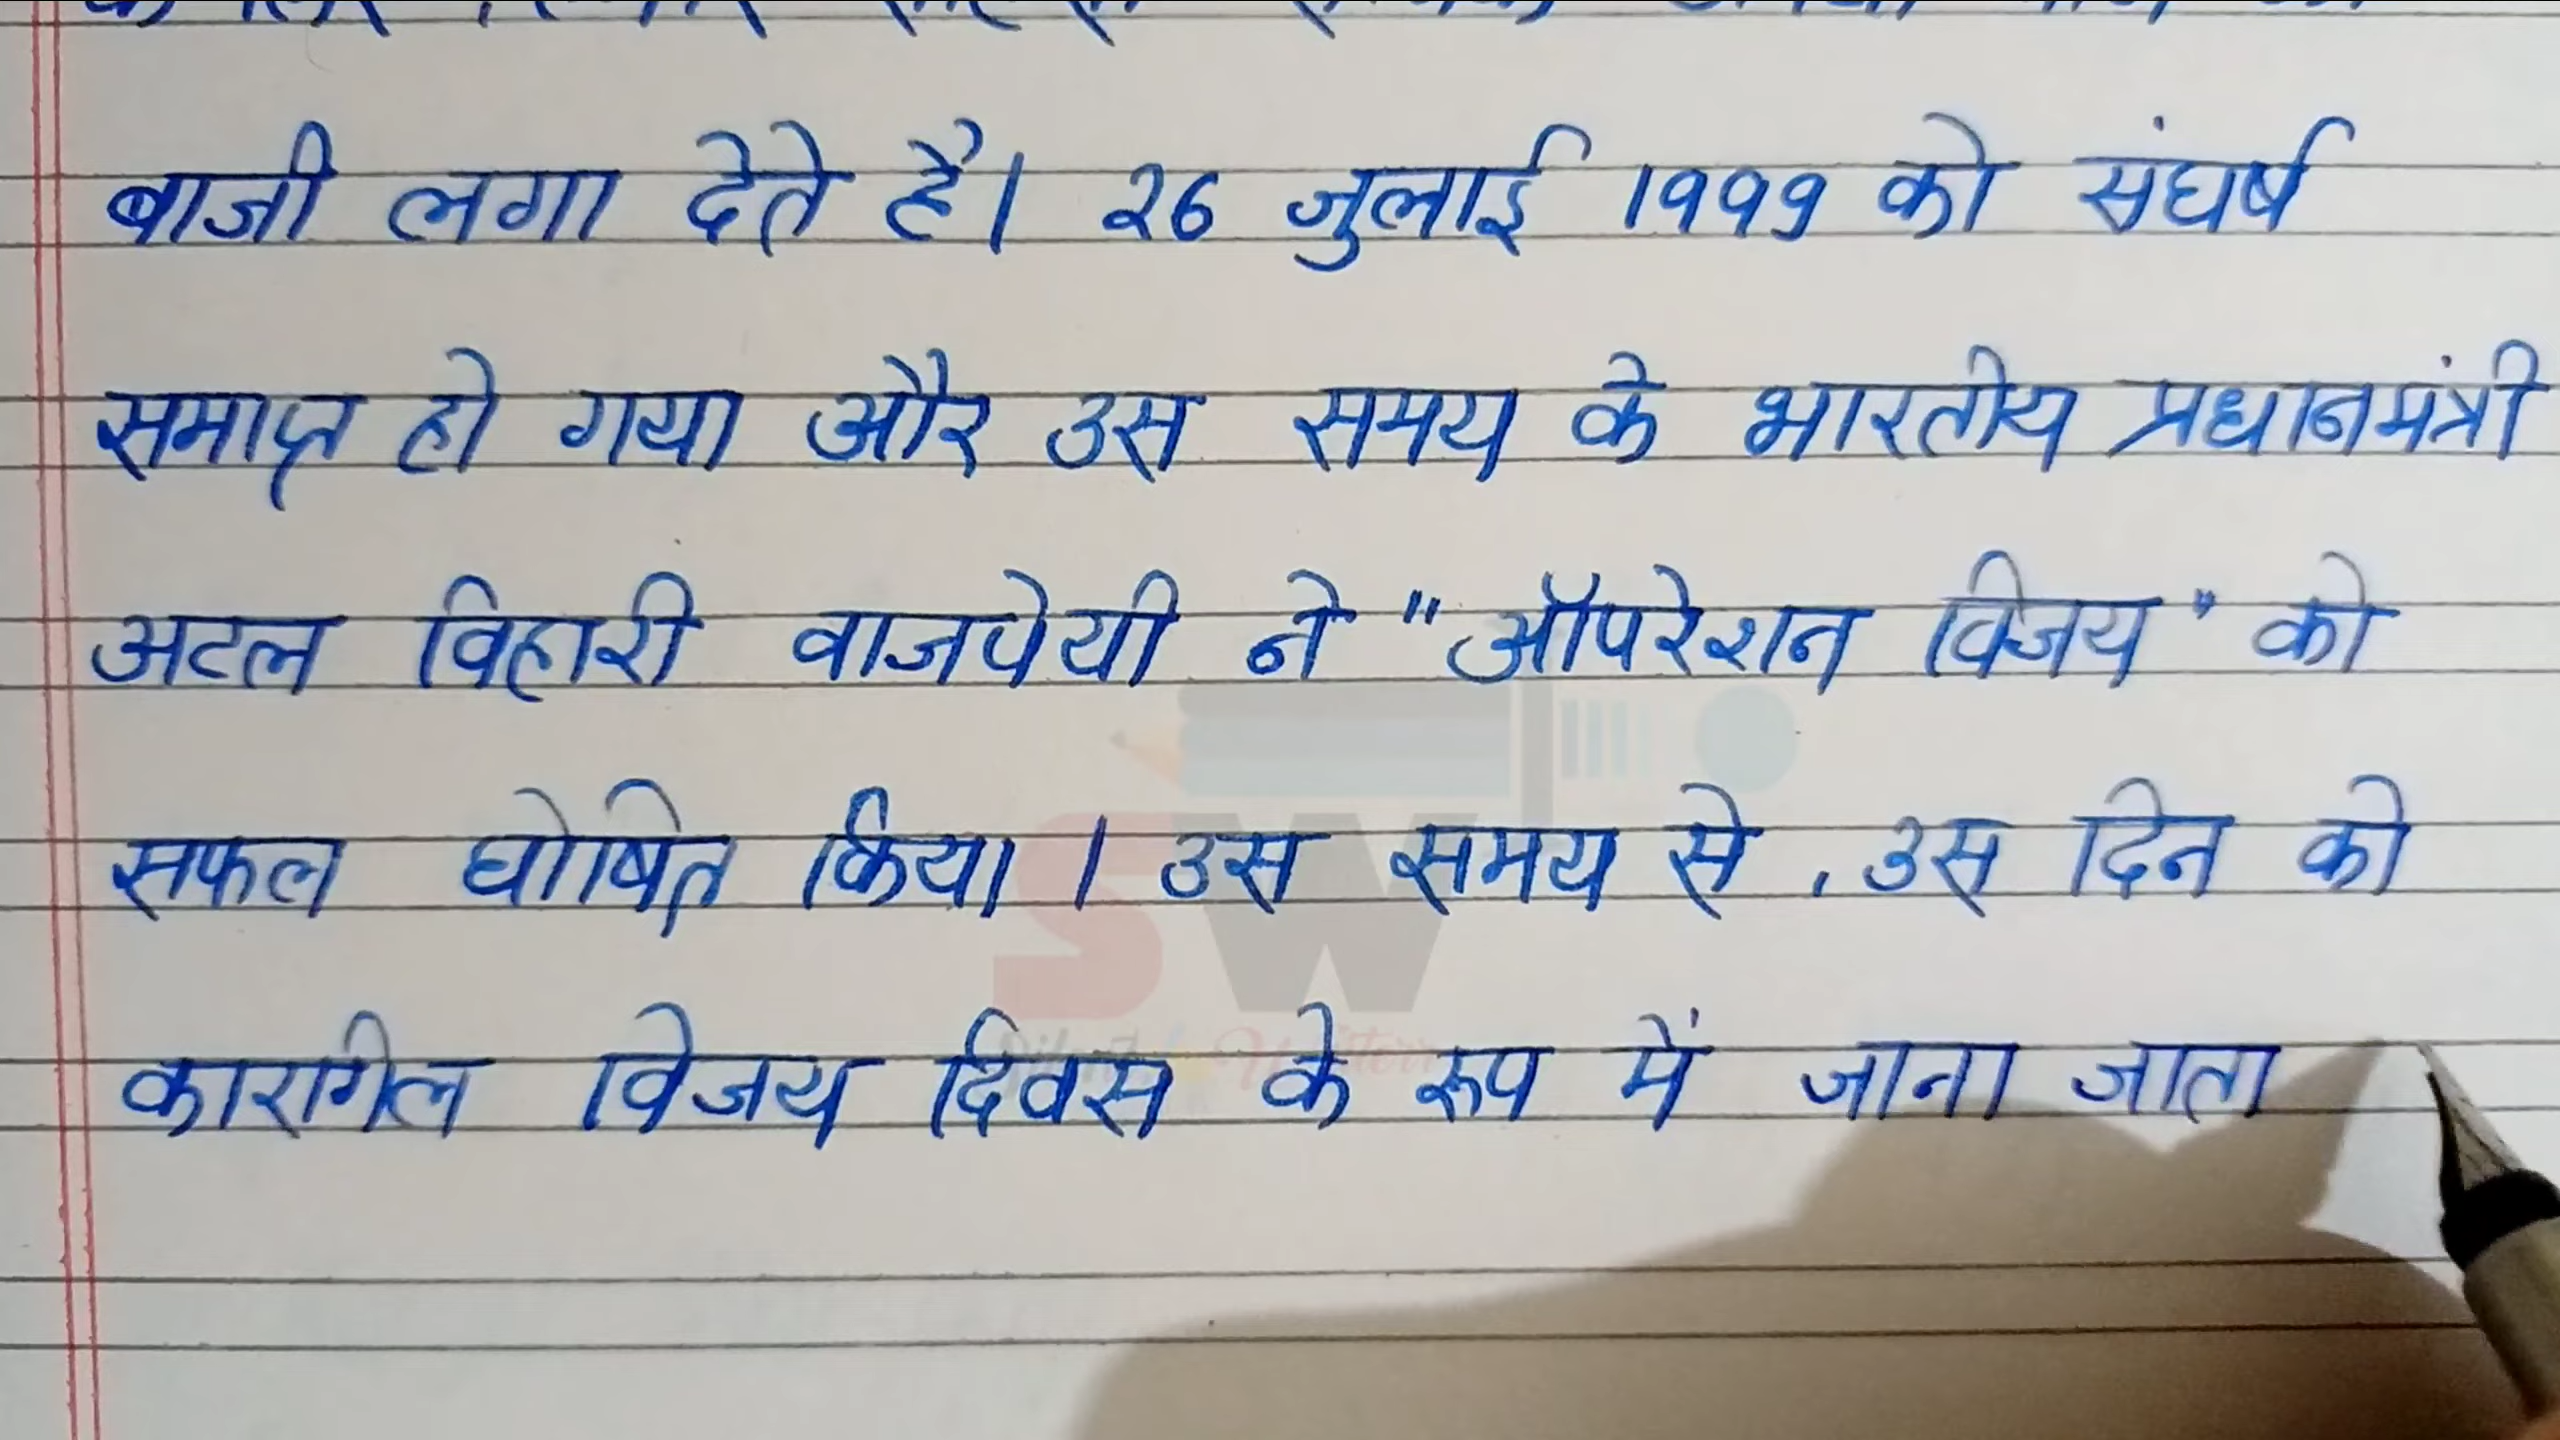 बाजी लगा देते है। 26 जुलाई 1999 को संघर्ष
समाप्त हो गया और उस समय के भारतीय प्रधानमंत्री
अटल विहारी वाजपेयी ने "ऑपरेशन विजय" को
सफल घोषित किया। उस समय से, उस दिन को
कारगिल विजय दिवस के रूप में जाना जाता
SW